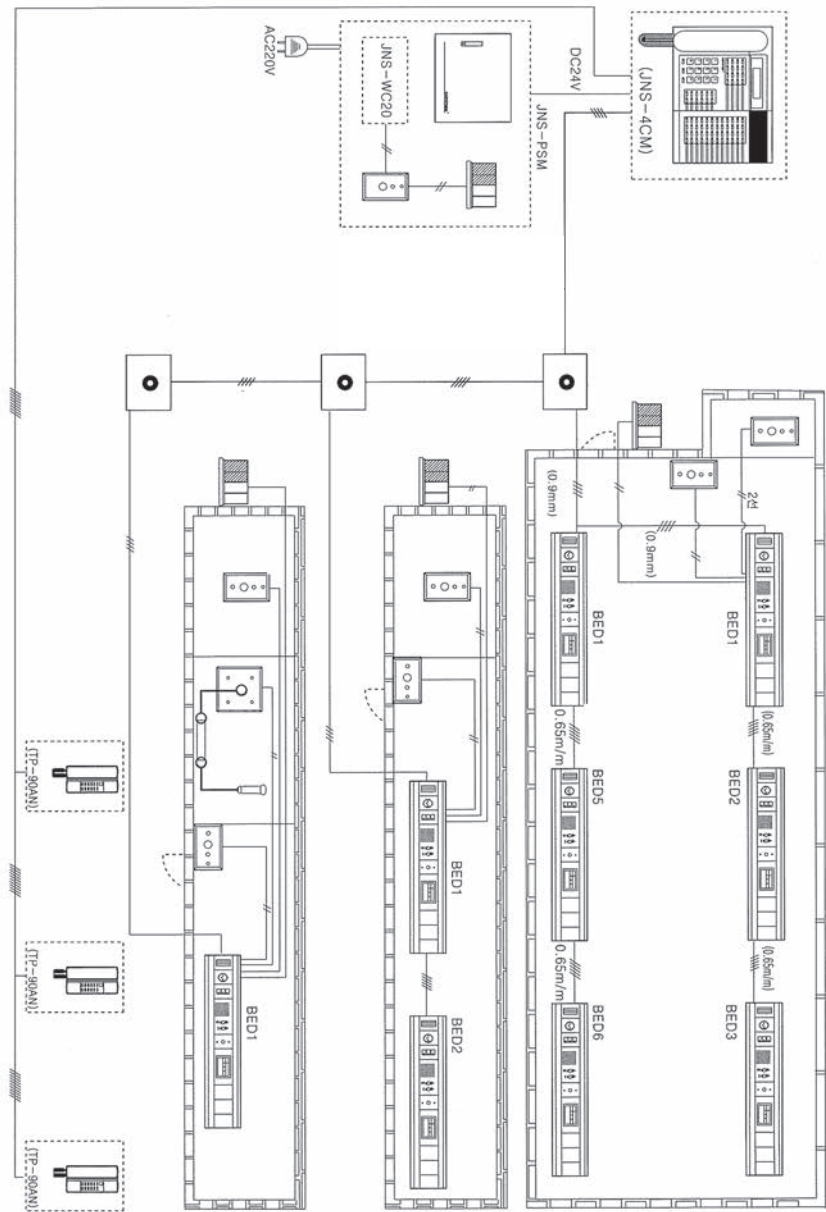 (JNS-4CM)
DC24V
JNS-PSM
JNS-WC20
AC220V
2선
(0.65m/m)
(0.65m/m)
BED1
BED2
BED3
(0.9mm)
(0.9mm)
BED1
BED5
BED6
0.65m/m
0.65m/m
BED1
BED2
BED1
(TP-90AN)
(TP-90AN)
(TP-90AN)